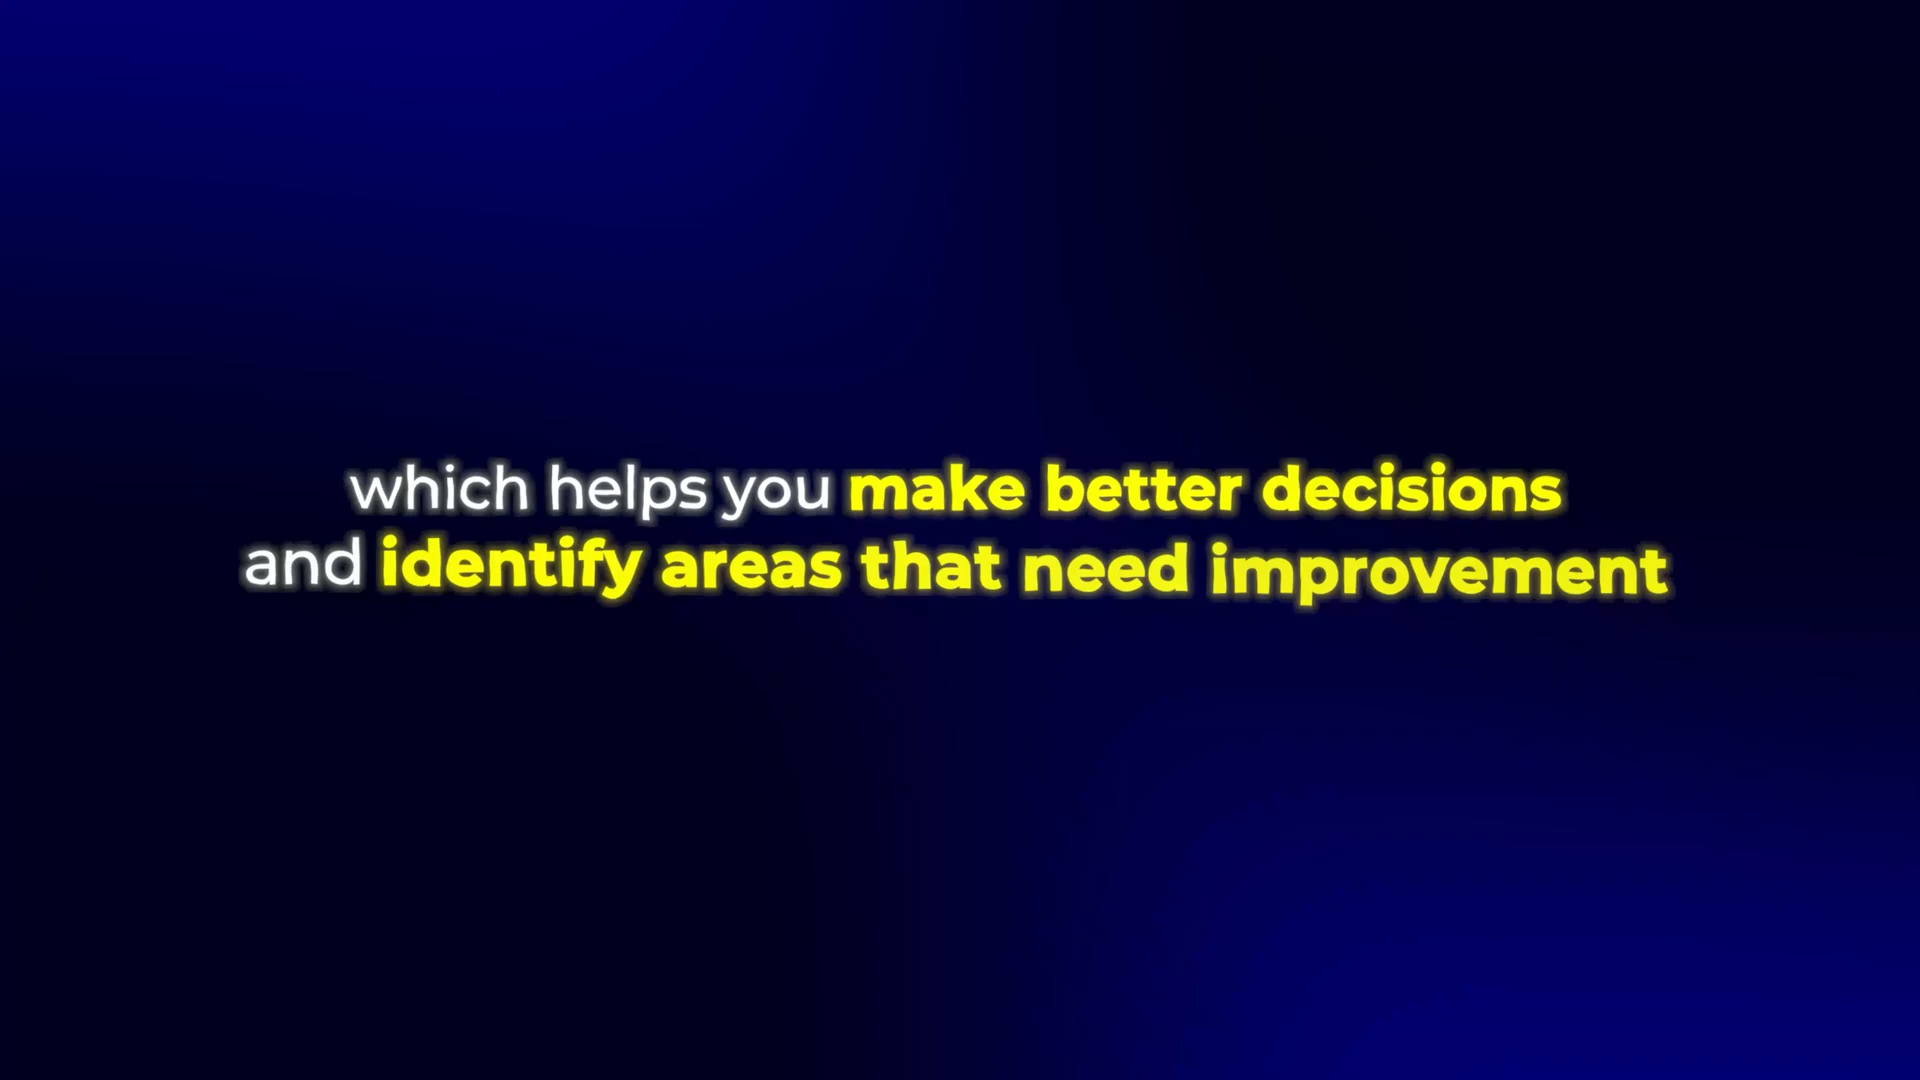 which helps you make better decisions
and identify areas that need improvement